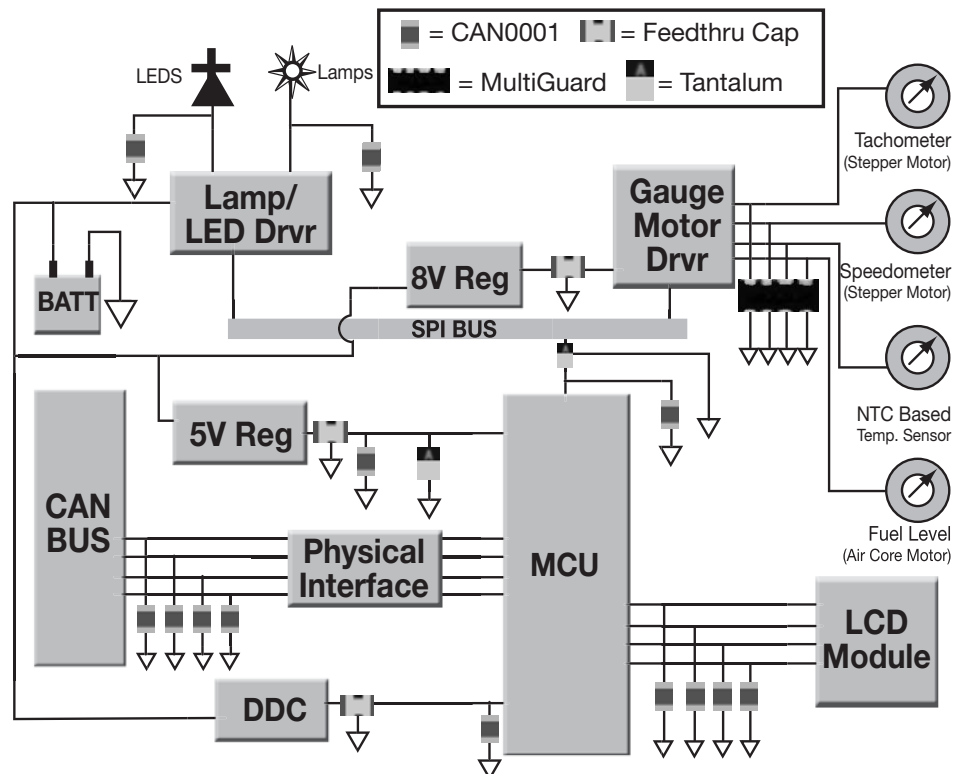 = CAN0001
= Feedthru Cap
= MultiGuard
= Tantalum
LEDS
Lamps
Lamp/
LED Drvr
Gauge
Motor
Drvr
Tachometer
(Stepper Motor)
8V Reg
Speedometer
(Stepper Motor)
BATT
SPI BUS
NTC Based
Temp. Sensor
5V Reg
CAN
BUS
Physical
Interface
MCU
Fuel Level
(Air Core Motor)
LCD
Module
DDC